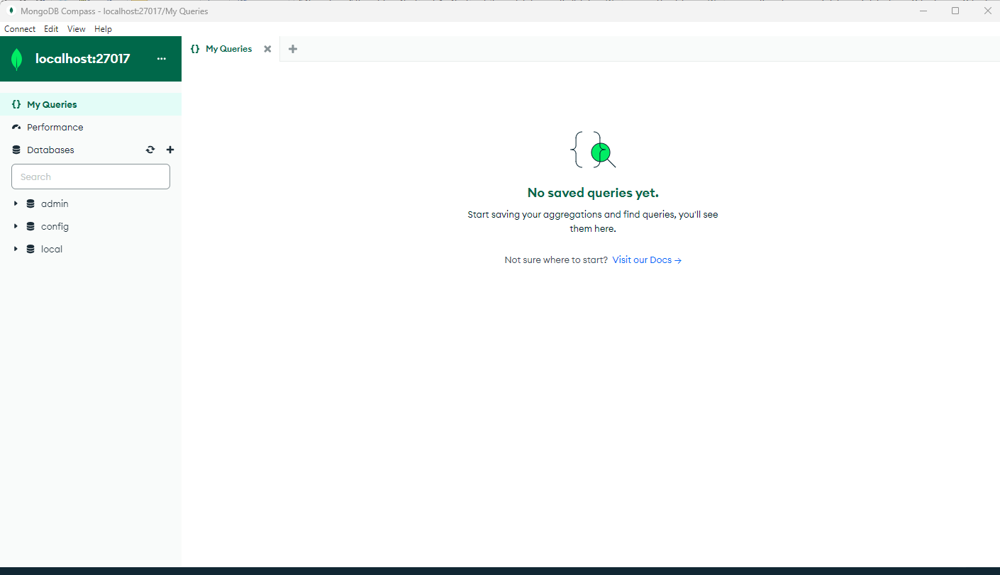 MongoDB Compass - localhost:27017/My Queries
Connect Edit View Help
localhost:27017
{} My Queries
My Queries
Performance
Databases
Search
admin
config
local
No saved queries yet.
Start saving your aggregations and find queries, you'll see
them here.
Not sure where to start? Visit our Docs →